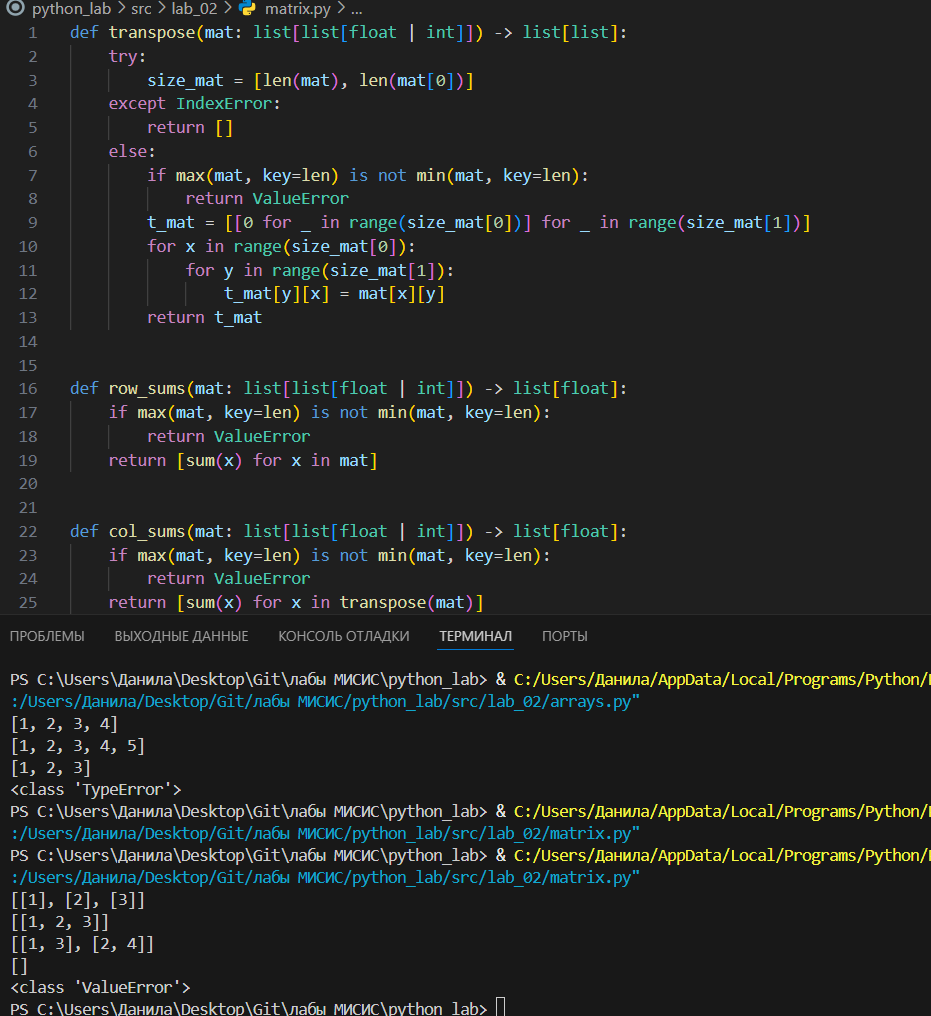 python_lab > src > lab_02 > matrix.py > ...
1 def transpose(mat: list[list[float | int]]) -> list[list]:
2     try:
3         size_mat = [len(mat), len(mat[0])]
4     except IndexError:
5         return []
6     else:
7         if max(mat, key=len) is not min(mat, key=len):
8             return ValueError
9         t_mat = [[0 for _ in range(size_mat[0])] for _ in range(size_mat[1])]
10         for x in range(size_mat[0]):
11             for y in range(size_mat[1]):
12                 t_mat[y][x] = mat[x][y]
13         return t_mat
14
15
16 def row_sums(mat: list[list[float | int]]) -> list[float]:
17     if max(mat, key=len) is not min(mat, key=len):
18         return ValueError
19     return [sum(x) for x in mat]
20
21
22 def col_sums(mat: list[list[float | int]]) -> list[float]:
23     if max(mat, key=len) is not min(mat, key=len):
24         return ValueError
25     return [sum(x) for x in transpose(mat)]
ПРОБЛЕМЫ ВЫХОДНЫЕ ДАННЫЕ КОНСОЛЬ ОТЛАДКИ ТЕРМИНАЛ ПОРТЫ
PS C:\Users\Данила\Desktop\Git\лабы МИСИС\python_lab> & C:/Users/Данила/AppData/Local/Programs/Python/
:/Users/Данила/Desktop/Git/лабы МИСИС/python_lab/src/lab_02/arrays.py"
[1, 2, 3, 4]
[1, 2, 3, 4, 5]
[1, 2, 3]
<class 'TypeError'>
PS C:\Users\Данила\Desktop\Git\лабы МИСИС\python_lab> & C:/Users/Данила/AppData/Local/Programs/Python/
:/Users/Данила/Desktop/Git/лабы МИСИС/python_lab/src/lab_02/matrix.py"
PS C:\Users\Данила\Desktop\Git\лабы МИСИС\python_lab> & C:/Users/Данила/AppData/Local/Programs/Python/
:/Users/Данила/Desktop/Git/лабы МИСИС/python_lab/src/lab_02/matrix.py"
[[1], [2], [3]]
[[1, 2, 3]]
[[1, 3], [2, 4]]
[]
<class 'ValueError'>
PS C:\Users\Данила\Desktop\Git\лабы МИСИС\python_lab>